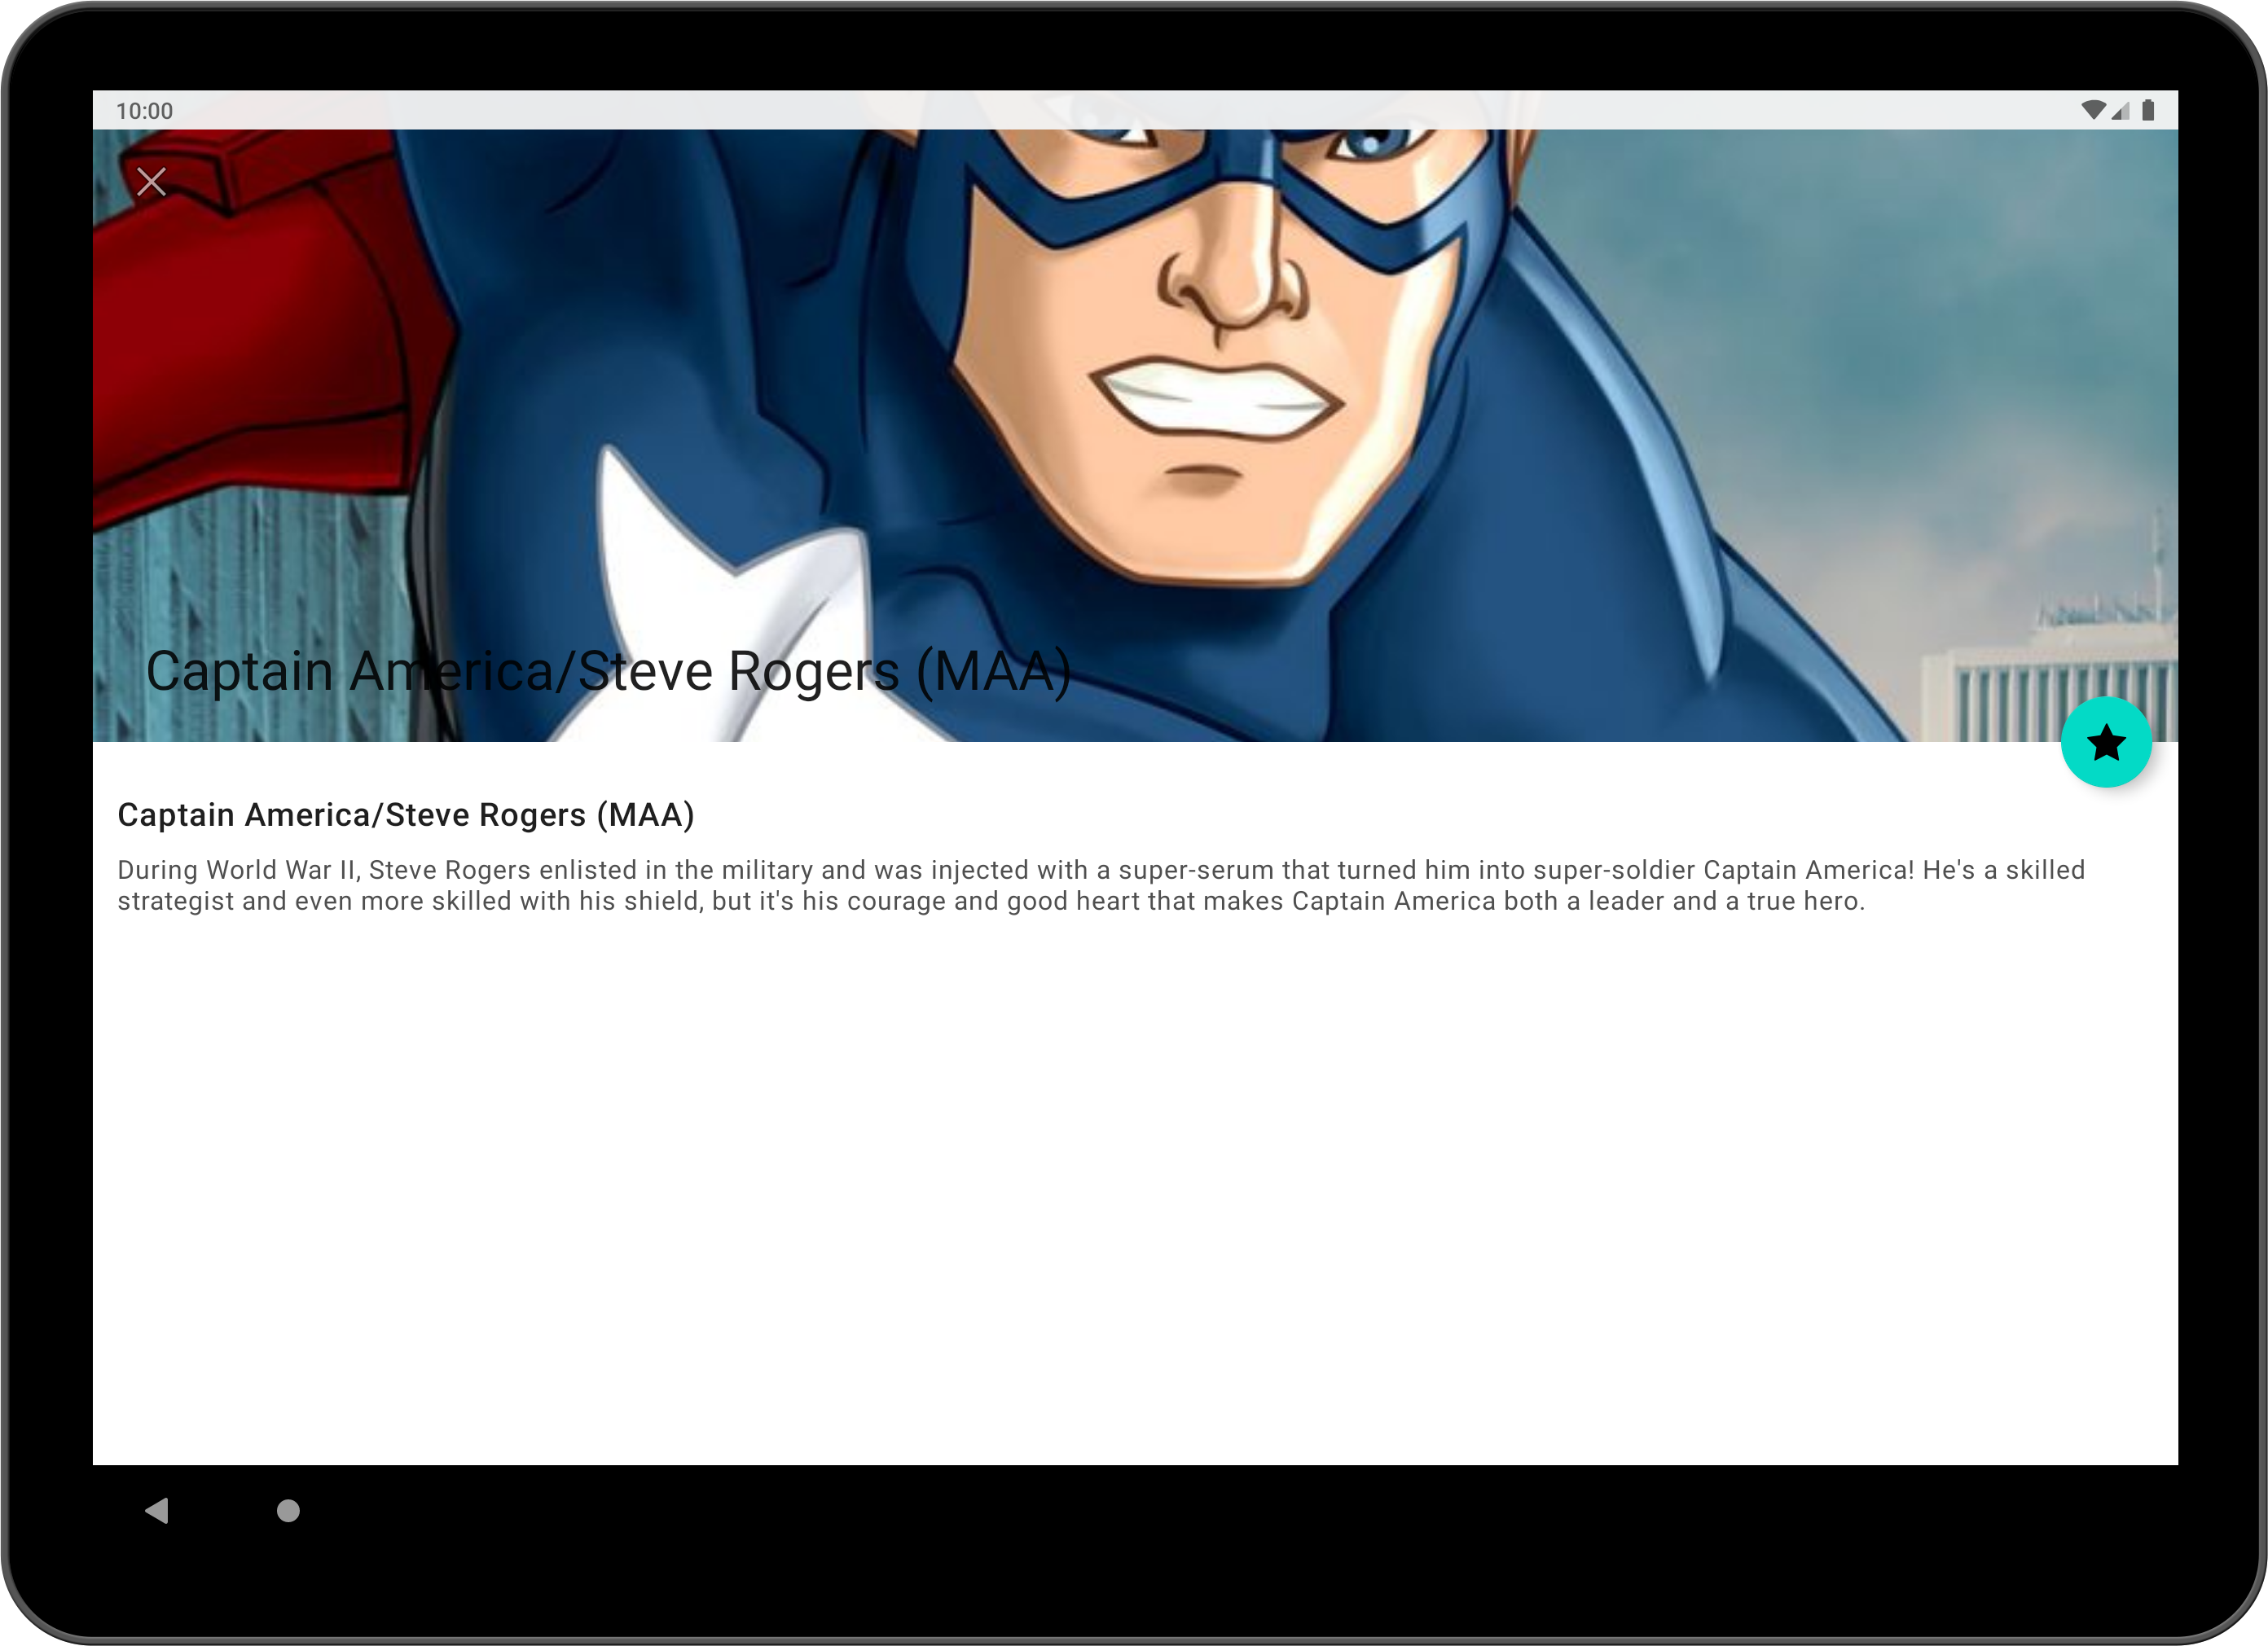 10:00
Captain America/Steve Rogers (MAA)
Captain America/Steve Rogers (MAA)
During World War II, Steve Rogers enlisted in the military and was injected with a super-serum that turned him into super-soldier Captain America! He's a skilled
strategist and even more skilled with his shield, but it's his courage and good heart that makes Captain America both a leader and a true hero.